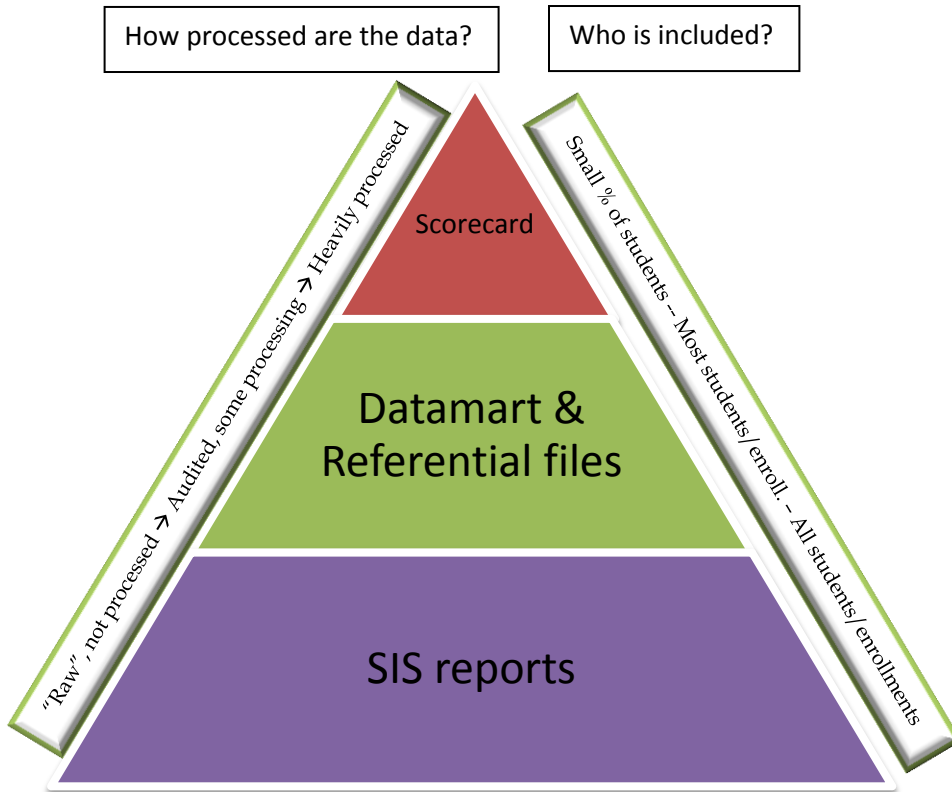 How processed are the data?
Who is included?
“Raw”, not processed → Audited, some processing → Heavily processed
Small % of students -- Most students/enroll. – All students/enrollments
Scorecard
Datamart &
Referential files
SIS reports